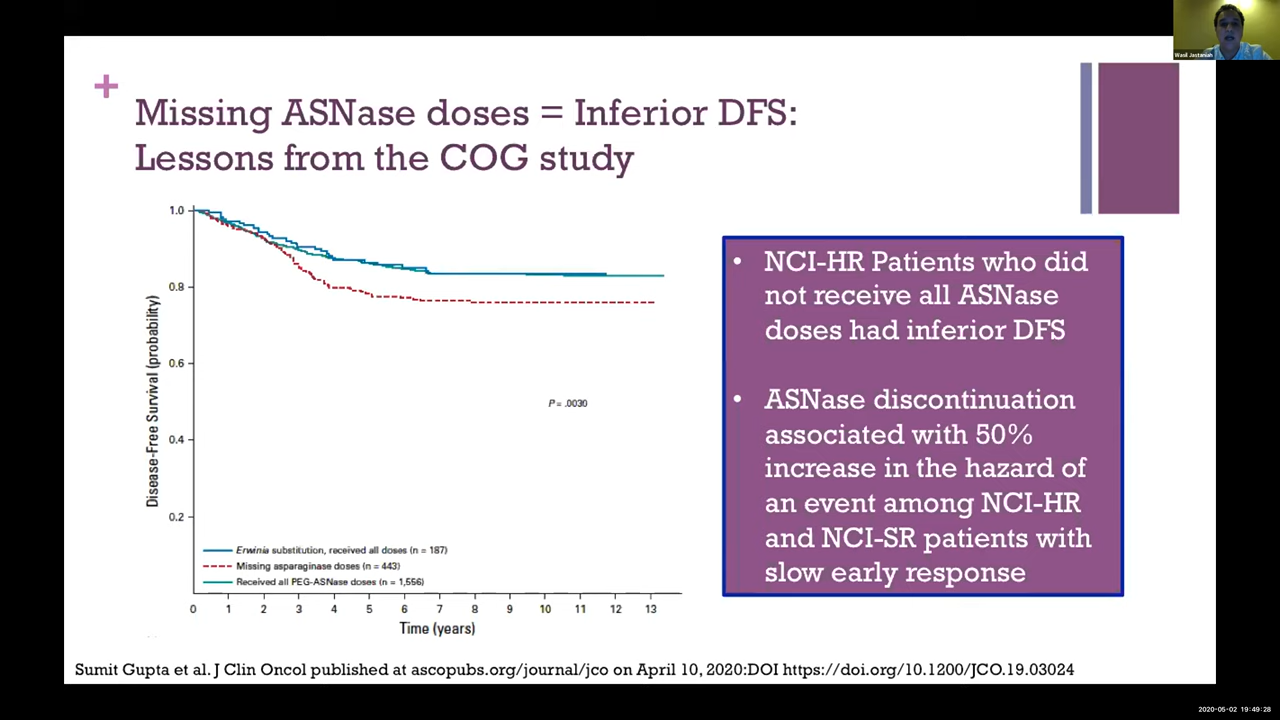 Wasil Jastaniah
+
Missing ASNase doses = Inferior DFS:
Lessons from the COG study
1.0
0.8
0.6
0.4
0.2
Disease-Free Survival (probability)
P = .0030
Erwinia substitution, received all doses (n = 187)
Missing asparaginase doses (n = 443)
Received all PEG-ASNase doses (n = 1,556)
0 1 2 3 4 5 6 7 8 9 10 11 12 13
Time (years)
• NCI-HR Patients who did
not receive all ASNase
doses had inferior DFS
• ASNase discontinuation
associated with 50%
increase in the hazard of
an event among NCI-HR
and NCI-SR patients with
slow early response
Sumit Gupta et al. J Clin Oncol published at ascopubs.org/journal/jco on April 10, 2020:DOI https://doi.org/10.1200/JCO.19.03024
2020-05-02 19:49:28